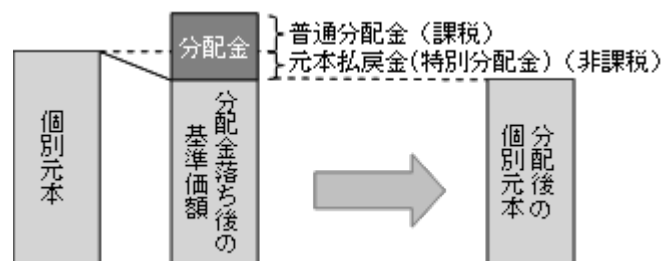 分配金
普通分配金（課税）
元本払戻金(特別分配金)（非課税）
個別元本
分配金落ち後の
基準価額
分配後の
個別元本